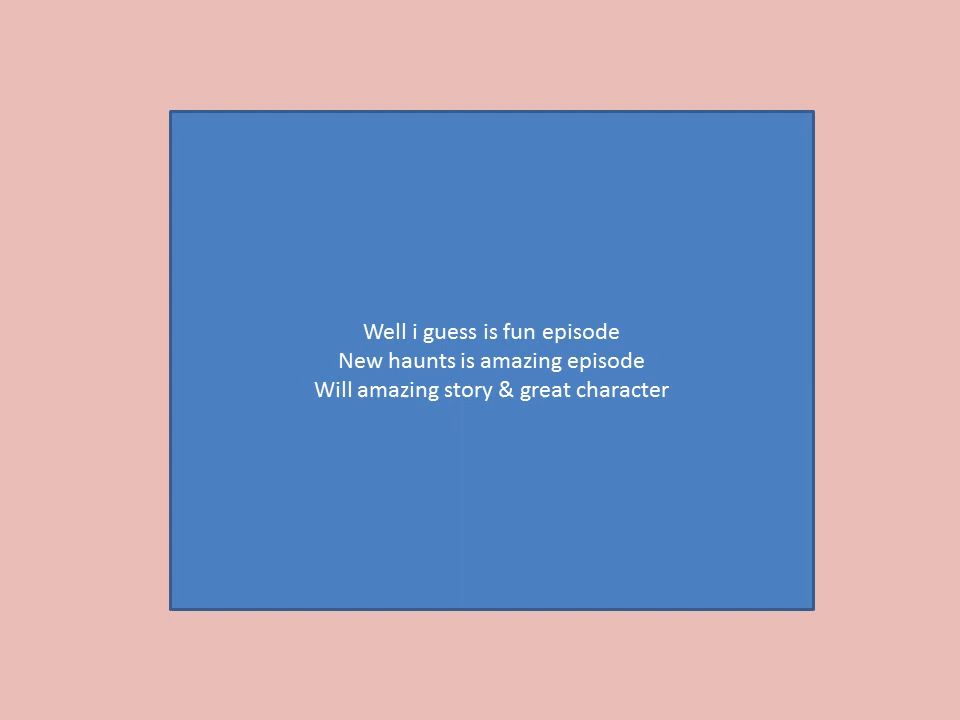 Well i guess is fun episode
New haunts is amazing episode
Will amazing story & great character